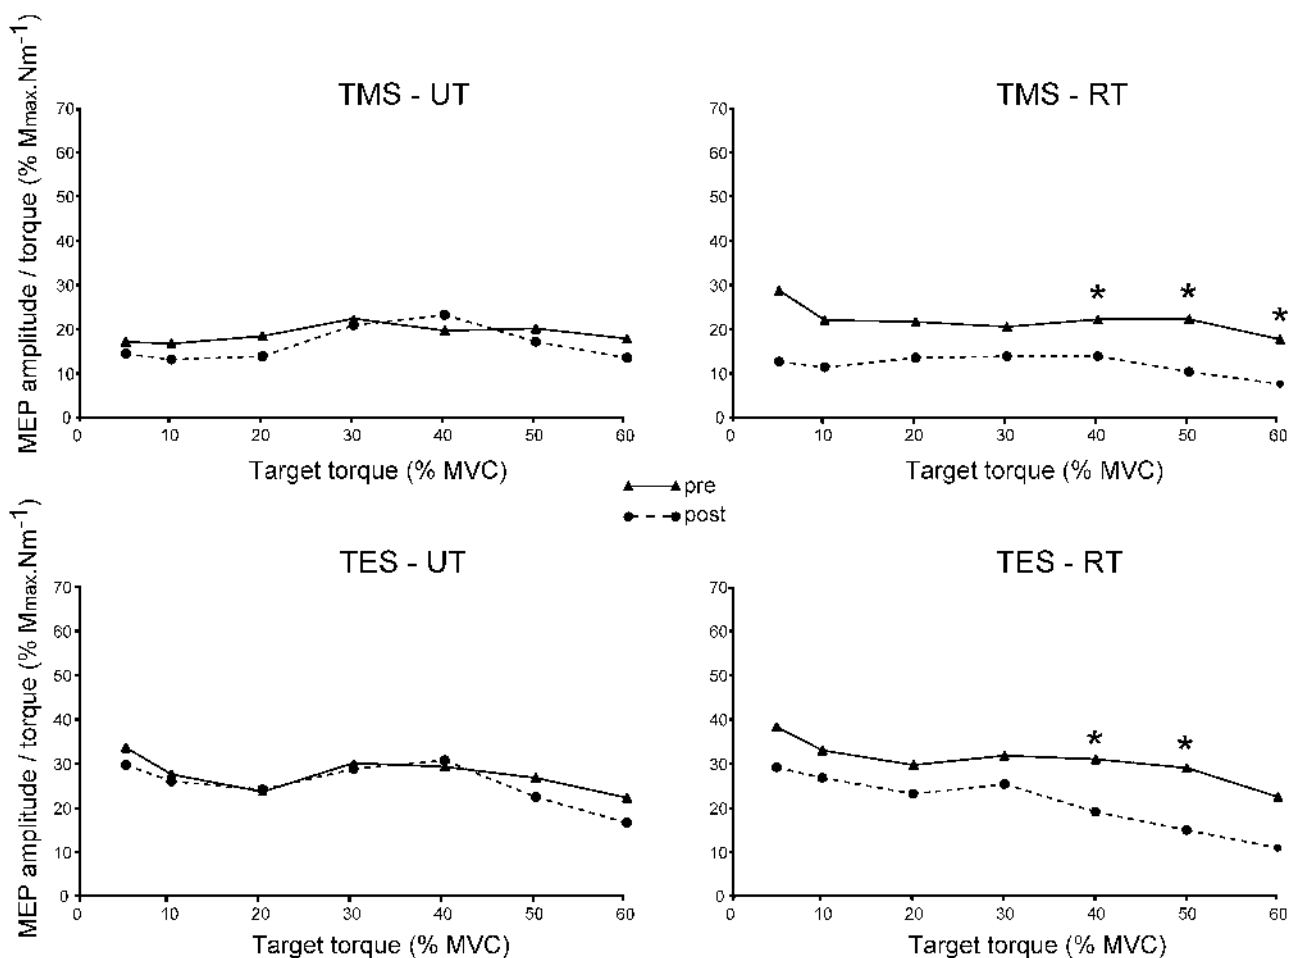 TMS - UT
MEP amplitude / torque (% Mmax.Nm-1)
70
60
50
40
30
20
10
0
0 10 20 30 40 50 60
Target torque (% MVC)
TMS - RT
70
60
50
40
30
20
10
0
* * *
0 10 20 30 40 50 60
Target torque (% MVC)
pre
post
TES - UT
MEP amplitude / torque (% Mmax.Nm-1)
70
60
50
40
30
20
10
0
0 10 20 30 40 50 60
Target torque (% MVC)
TES - RT
70
60
50
40
30
20
10
0
* *
0 10 20 30 40 50 60
Target torque (% MVC)